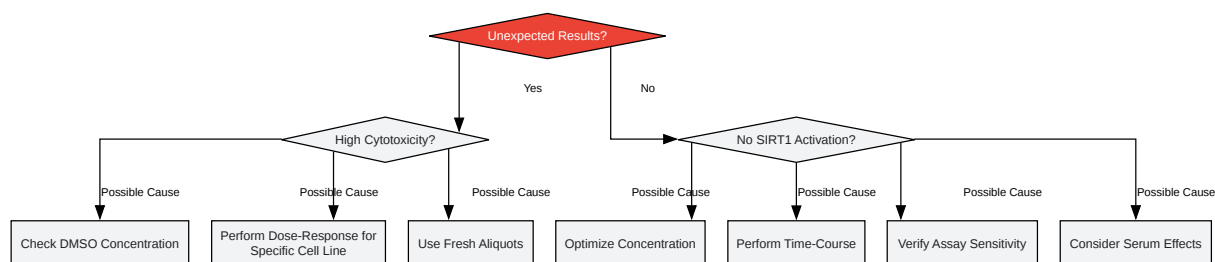 Unexpected Results?
Yes
No
High Cytotoxicity?
No SIRT1 Activation?
Possible Cause
Possible Cause
Possible Cause
Possible Cause
Possible Cause
Possible Cause
Possible Cause
Check DMSO Concentration
Perform Dose-Response for
Specific Cell Line
Use Fresh Aliquots
Optimize Concentration
Perform Time-Course
Verify Assay Sensitivity
Consider Serum Effects